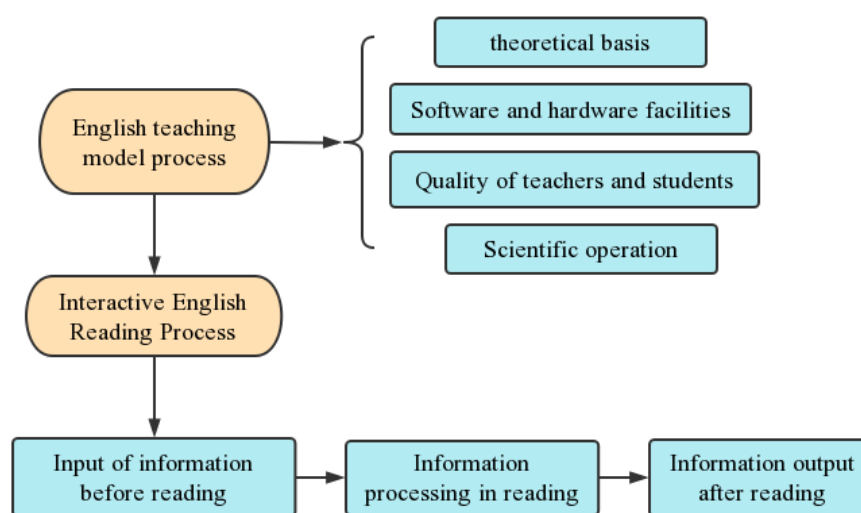 theoretical basis
Software and hardware facilities
English teaching
model process
Quality of teachers and students
Scientific operation
Interactive English
Reading Process
Input of information
before reading
Information
processing in reading
Information output
after reading